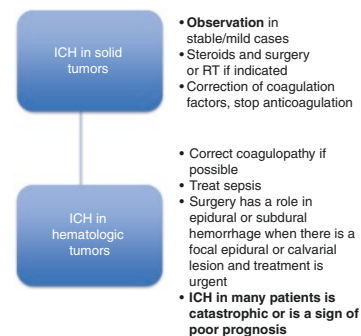 ICH in solid
tumors
• Observation in
stable/mild cases
• Steroids and surgery
or RT if indicated
• Correction of coagulation
factors, stop anticoagulation
ICH in
hematologic
tumors
• Correct coagulopathy if
possible
• Treat sepsis
• Surgery has a role in
epidural or subdural
hemorrhage when there is a
focal epidural or calvarial
lesion and treatment is
urgent
• ICH in many patients is
catastrophic or is a sign of
poor prognosis